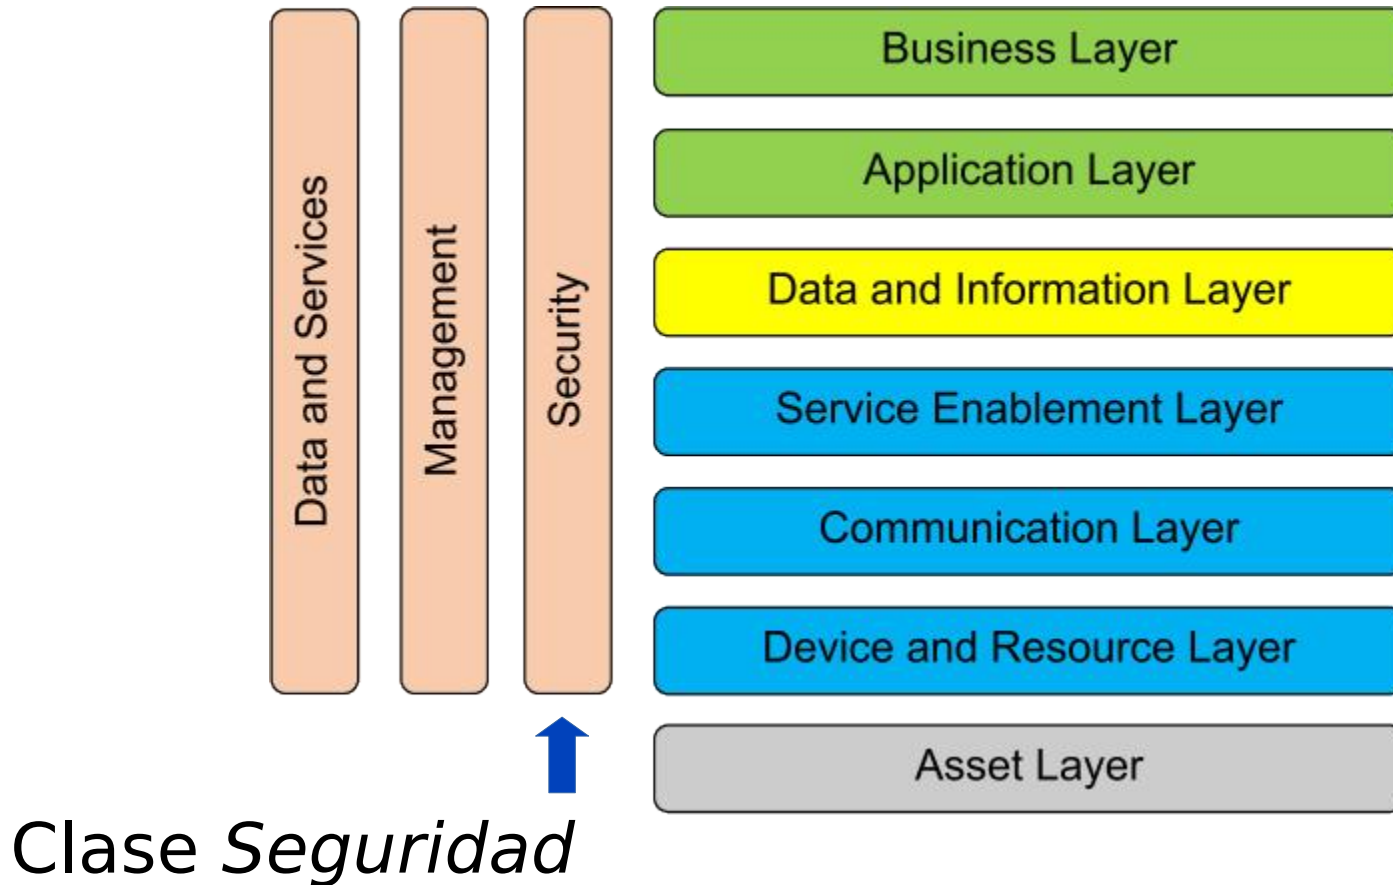 Data and Services
Management
Security
Business Layer
Application Layer
Data and Information Layer
Service Enablement Layer
Communication Layer
Device and Resource Layer
Asset Layer
Clase Seguridad